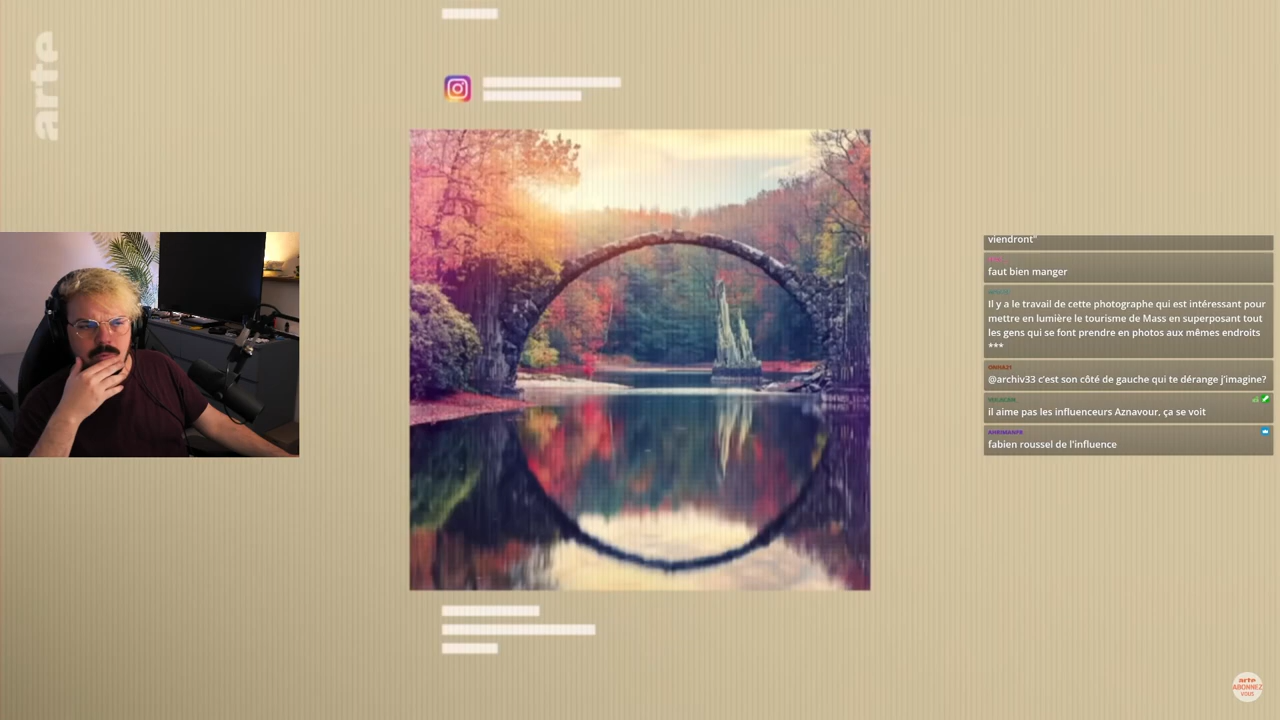 arte
viendront"
faut bien manger
Il y a le travail de cette photographe qui est intéressant pour
mettre en lumière le tourisme de Mass en superposant tout
les gens qui se font prendre en photos aux mêmes endroits
***
@archiv33 c'est son côté de gauche qui te dérange j'imagine?
il aime pas les influenceurs Aznavour, ça se voit
fabien roussel de l'influence
arte
ABONNEZ
VOUS